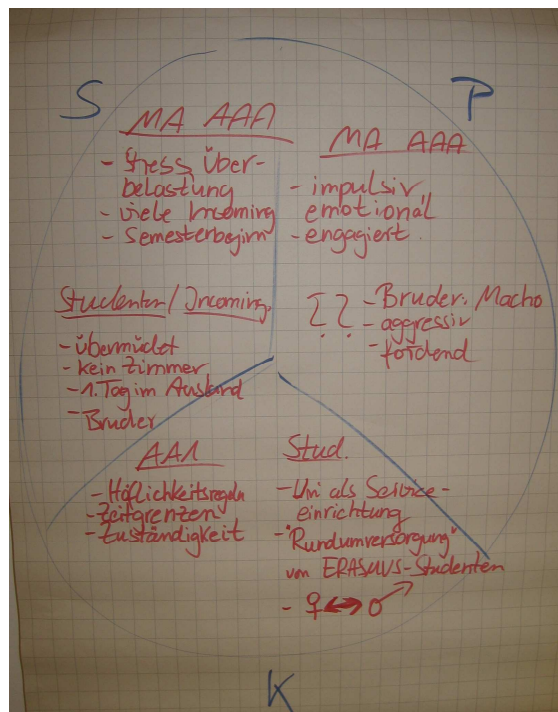 S
MA AAA
- Stress, Über-
belastung
- viele Incoming
- Semesterbeginn
Studenten / Incoming
- übermüdet
- kein Zimmer
- 1. Tag im Ausland
- Bruder
P
MA AAA
- impulsiv,
emotional
- engagiert.
?? - Bruder: Macho
- aggressiv
- fordend
AAA
- Höflichkeitsregeln
- Zeitgrenzen
- Zuständigkeit
Stud.
- Uni als Service-
einrichtung
- "Rundumversorgung"
von ERASMUS-Studenten
- ♀ ↔ ♂
K